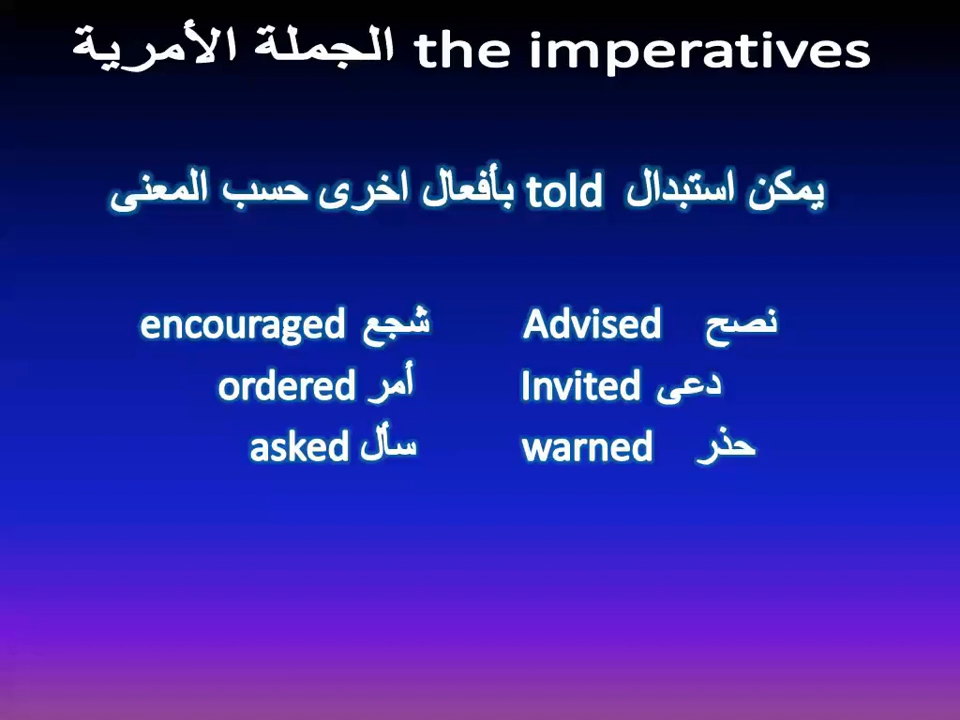 الجملة الأمرية the imperatives
يمكن استبدال told بأفعال اخرى حسب المعنى
encouraged شجع Advised نصح
ordered أمر Invited دعى
asked سأل warned حذر